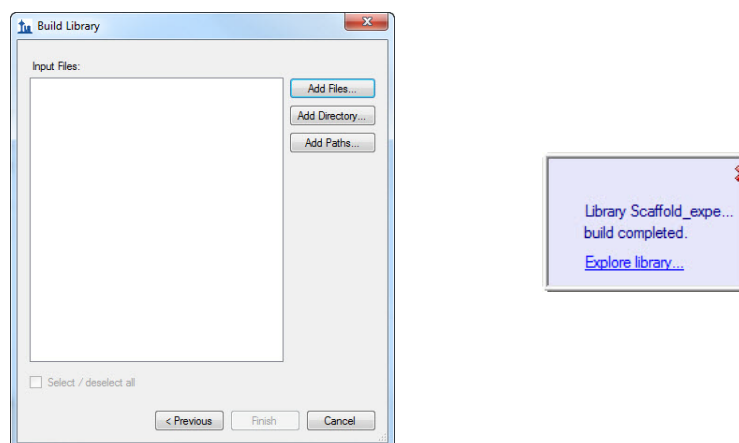 Build Library
Input Files:
Add Files...
Add Directory...
Add Paths...
Select / deselect all
< Previous
Finish
Cancel
Library Scaffold_expe...
build completed.
Explore library...